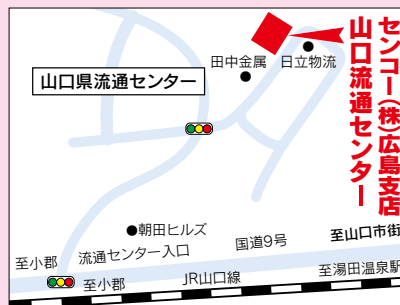 センコー(株)広島支店
山口流通センター
田中金属
日立物流
山口県流通センター
朝田ヒルズ
国道9号
至山口市街
流通センター入口
至小郡
至小郡
JR山口線
至湯田温泉駅